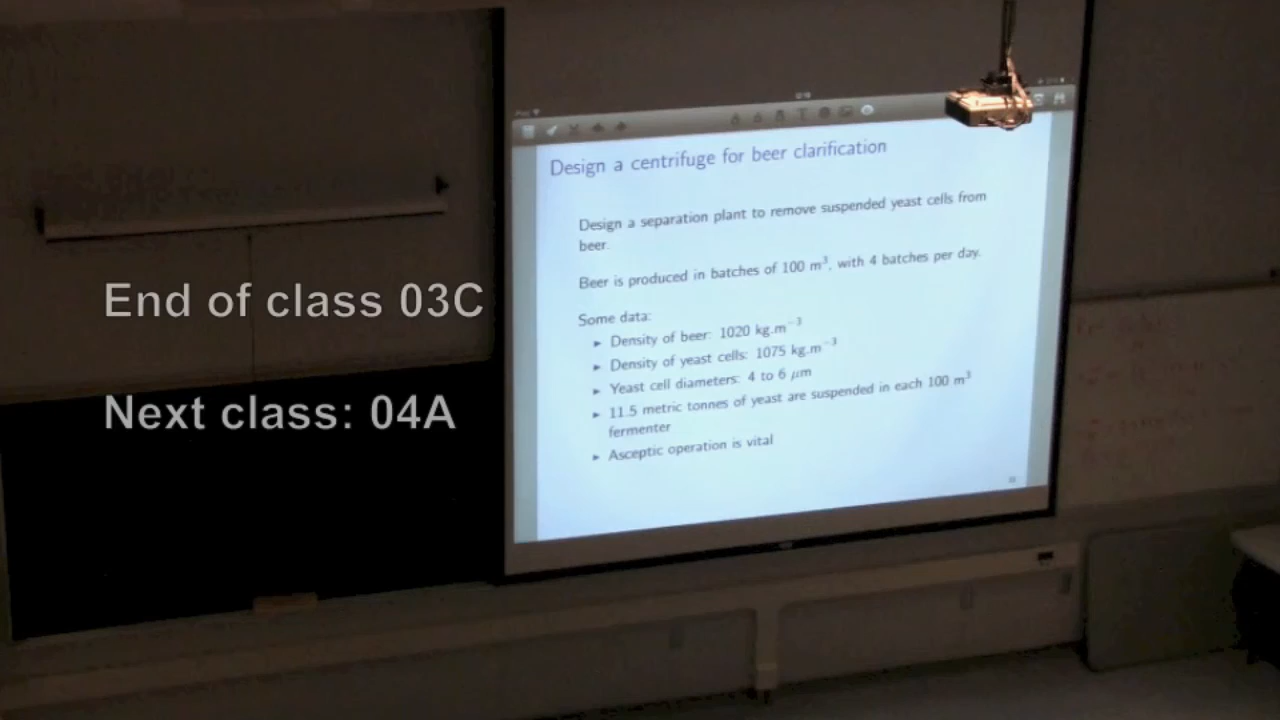 End of class 03C
Next class: 04A
Design a centrifuge for beer clarification
Design a separation plant to remove suspended yeast cells from
beer.
Beer is produced in batches of 100 m³, with 4 batches per day.
Some data:
▸ Density of beer: 1020 kg.m⁻³
▸ Density of yeast cells: 1075 kg.m⁻³
▸ Yeast cell diameters: 4 to 6 μm
▸ 11.5 metric tonnes of yeast are suspended in each 100 m³
fermenter
▸ Asceptic operation is vital